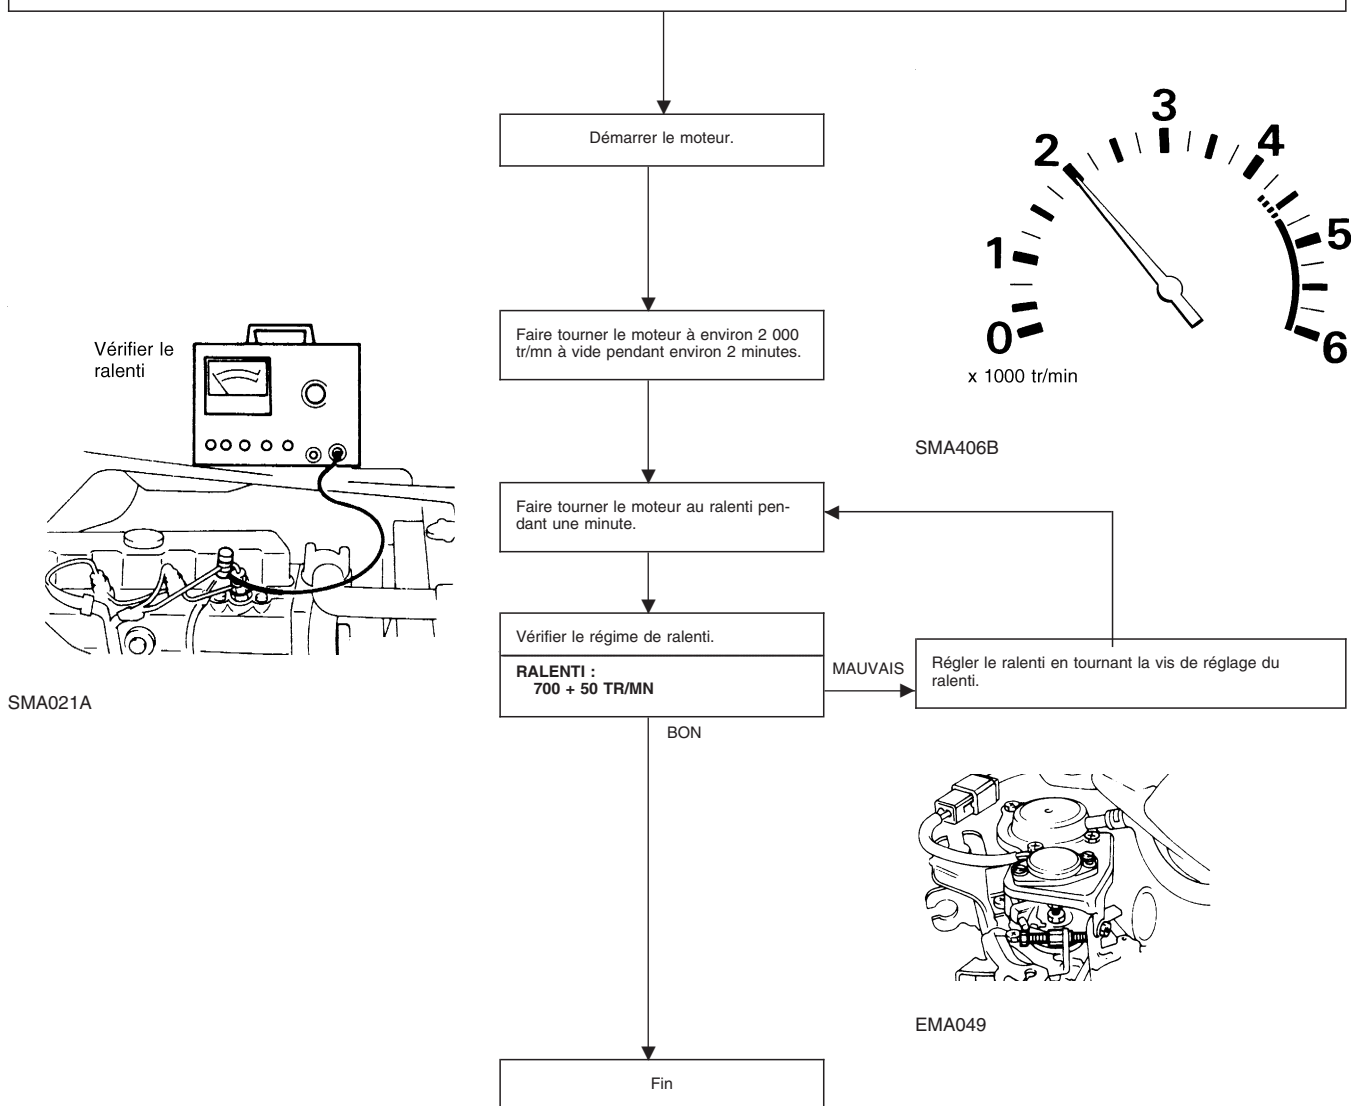 Démarrer le moteur.
Faire tourner le moteur à environ 2 000
tr/mn à vide pendant environ 2 minutes.
0
1
2
3
4
5
6
x 1000 tr/min
SMA406B
Vérifier le
ralenti
SMA021A
Faire tourner le moteur au ralenti pen-
dant une minute.
Vérifier le régime de ralenti.
RALENTI :
700 + 50 TR/MN
MAUVAIS
Régler le ralenti en tournant la vis de réglage du
ralenti.
BON
EMA049
Fin